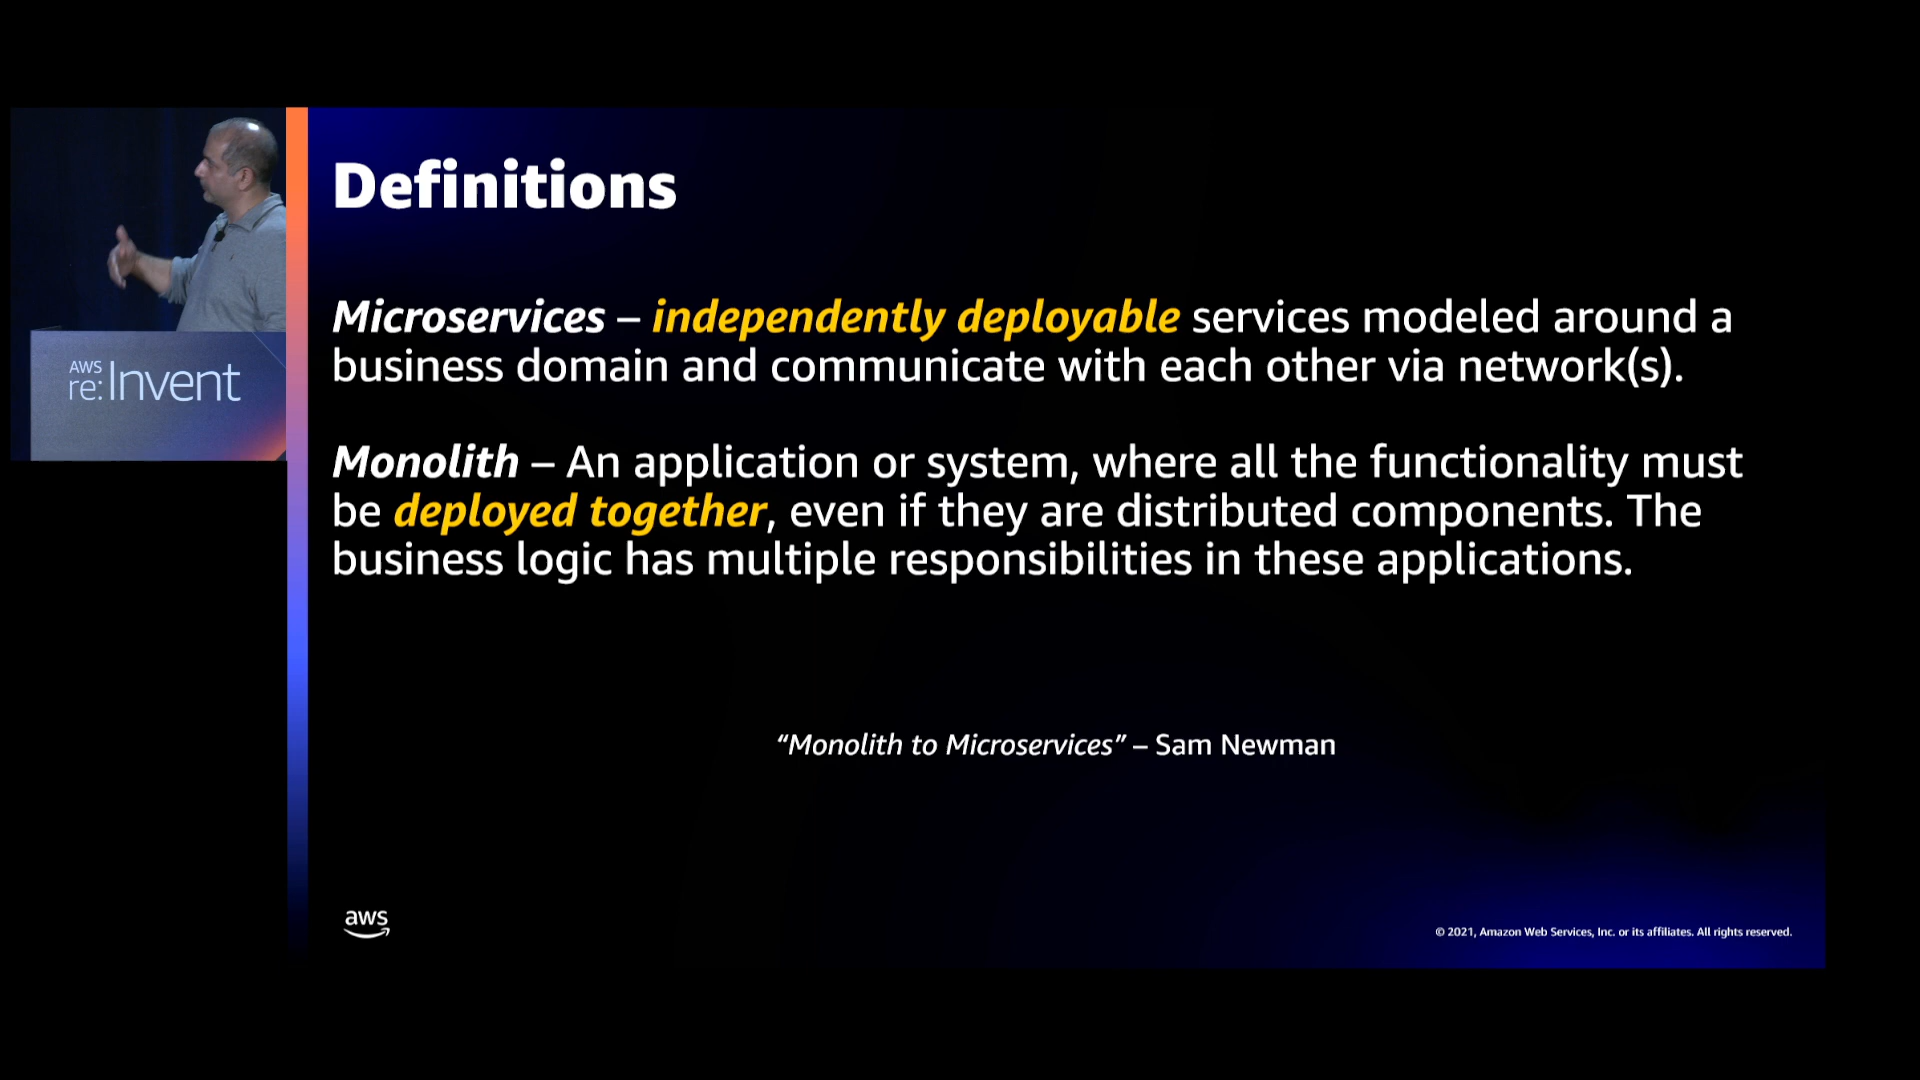 Definitions
Microservices – independently deployable services modeled around a
business domain and communicate with each other via network(s).
Monolith – An application or system, where all the functionality must
be deployed together, even if they are distributed components. The
business logic has multiple responsibilities in these applications.
“Monolith to Microservices” – Sam Newman
AWS
re:Invent
aws
© 2021, Amazon Web Services, Inc. or its affiliates. All rights reserved.